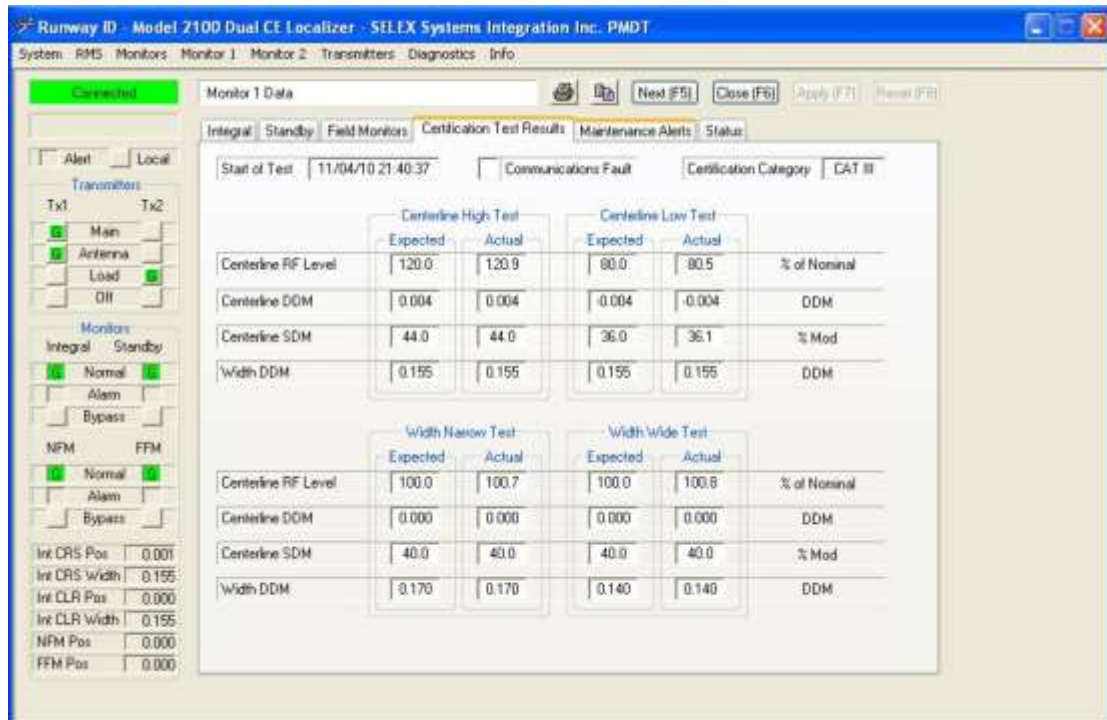 Runway ID - Model 2100 Dual CE Localizer - SELEX Systems Integration Inc. PMDT
System RMS Monitors Monitor 1 Monitor 2 Transmitters Diagnostics Info
Connected
Monitor 1 Data Next (F5) Close (F6) Apply (F7) Reset (F8)
Integral Standby Field Monitors Certification Test Results Maintenance Alerts Status
Alert Local
Start of Test 11/04/10 21:40:37 Communications Fault Certification Category CAT III
Transmitters
Tx1 Tx2
G Main
G Antenna
Load G
Off
Monitors
Integral Standby
G Normal G
Alarm
Bypass
NFM FFM
G Normal G
Alarm
Bypass
Int CRS Pos 0.001
Int CRS Width 0.155
Int CLR Pos 0.000
Int CLR Width 0.155
NFM Pos 0.000
FFM Pos 0.000
Centerline High Test Centerline Low Test
Expected Actual Expected Actual
Centerline RF Level 120.0 120.9 80.0 80.5 % of Nominal
Centerline DDM 0.004 0.004 -0.004 -0.004 DDM
Centerline SDM 44.0 44.0 36.0 36.1 % Mod
Width DDM 0.155 0.155 0.155 0.155 DDM
Width Narrow Test Width Wide Test
Expected Actual Expected Actual
Centerline RF Level 100.0 100.7 100.0 100.8 % of Nominal
Centerline DDM 0.000 0.000 0.000 0.000 DDM
Centerline SDM 40.0 40.0 40.0 40.0 % Mod
Width DDM 0.170 0.170 0.140 0.140 DDM